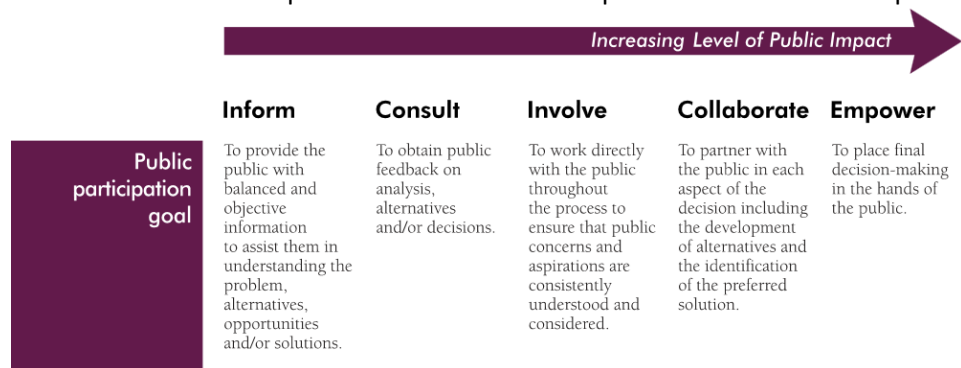 Increasing Level of Public Impact
Inform
Consult
Involve
Collaborate
Empower
Public
participation
goal
To provide the
public with
balanced and
objective
information
to assist them in
understanding the
problem,
alternatives,
opportunities
and/or solutions.
To obtain public
feedback on
analysis,
alternatives
and/or decisions.
To work directly
with the public
throughout
the process to
ensure that public
concerns and
aspirations are
consistently
understood and
considered.
To partner with
the public in each
aspect of the
decision including
the development
of alternatives and
the identification
of the preferred
solution.
To place final
decision-making
in the hands of
the public.